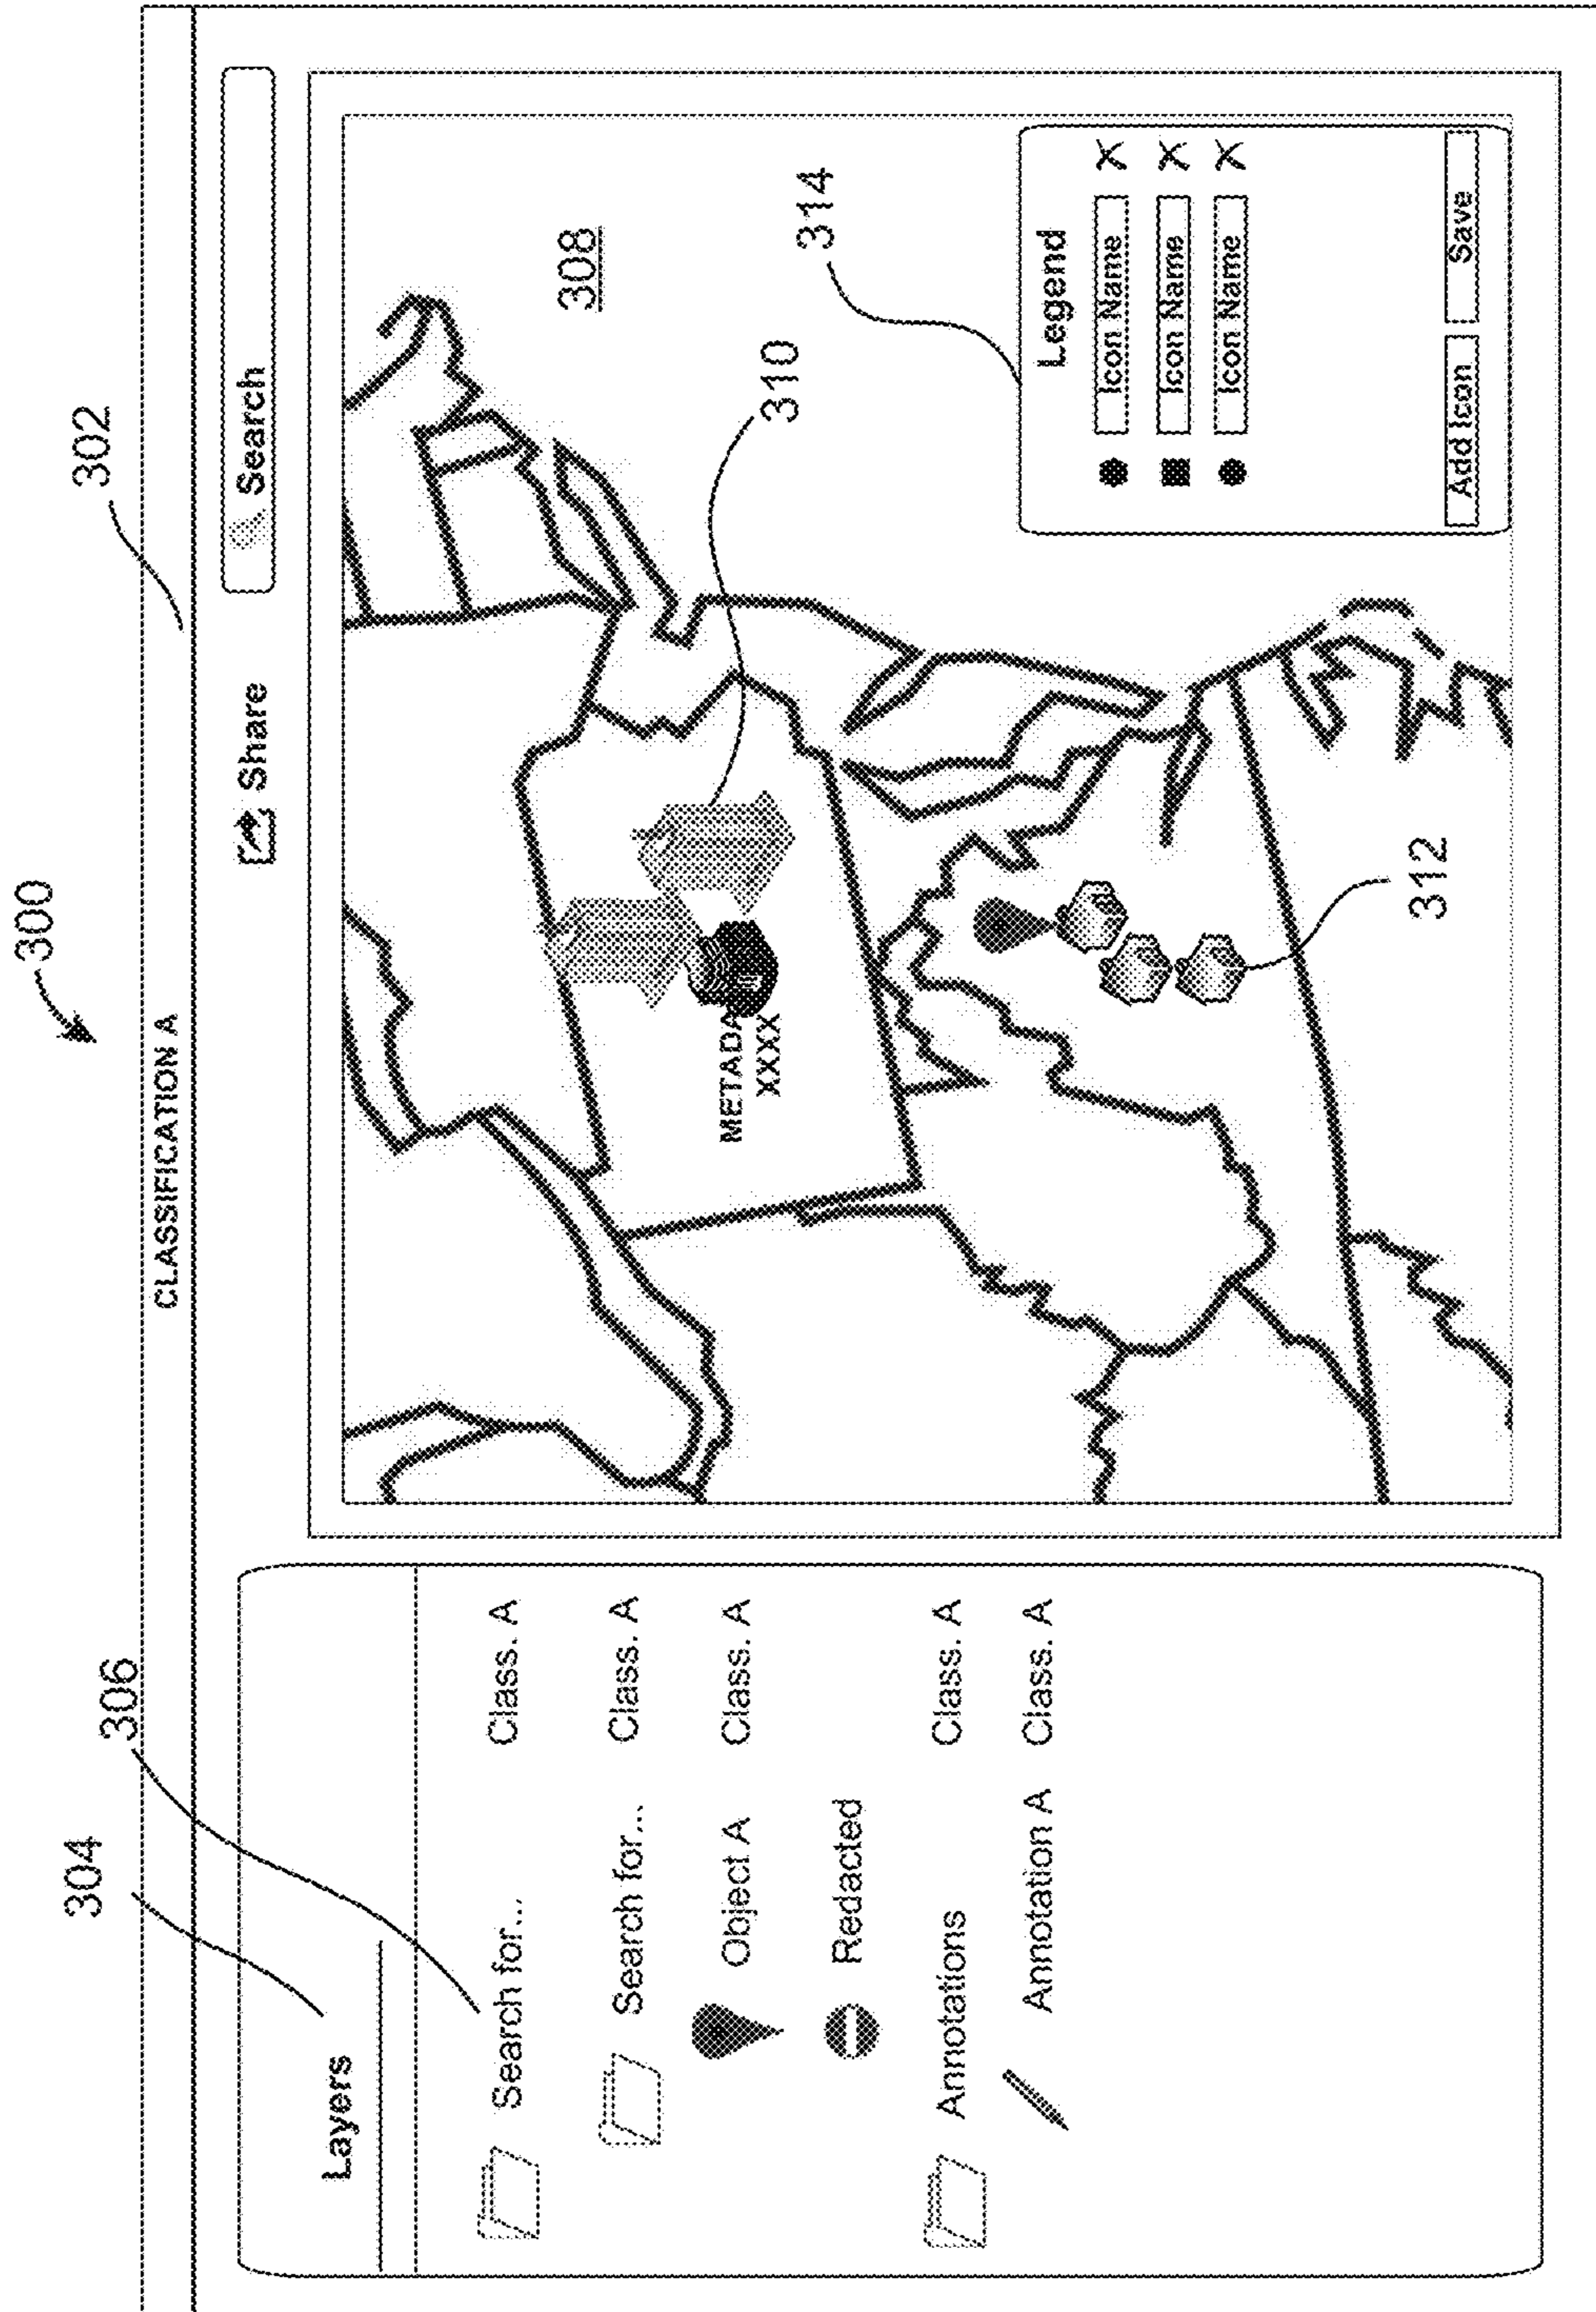 300
302
CLASSIFICATION A
304
306
Share
Search
Layers
Search for... Class. A
Search for... Class. A
Object A Class. A
Redacted
Annotations Class. A
Annotation A Class. A
308
310
METADA
XXXX
312
314
Legend
Icon Name X
Icon Name X
Icon Name X
Add Icon Save